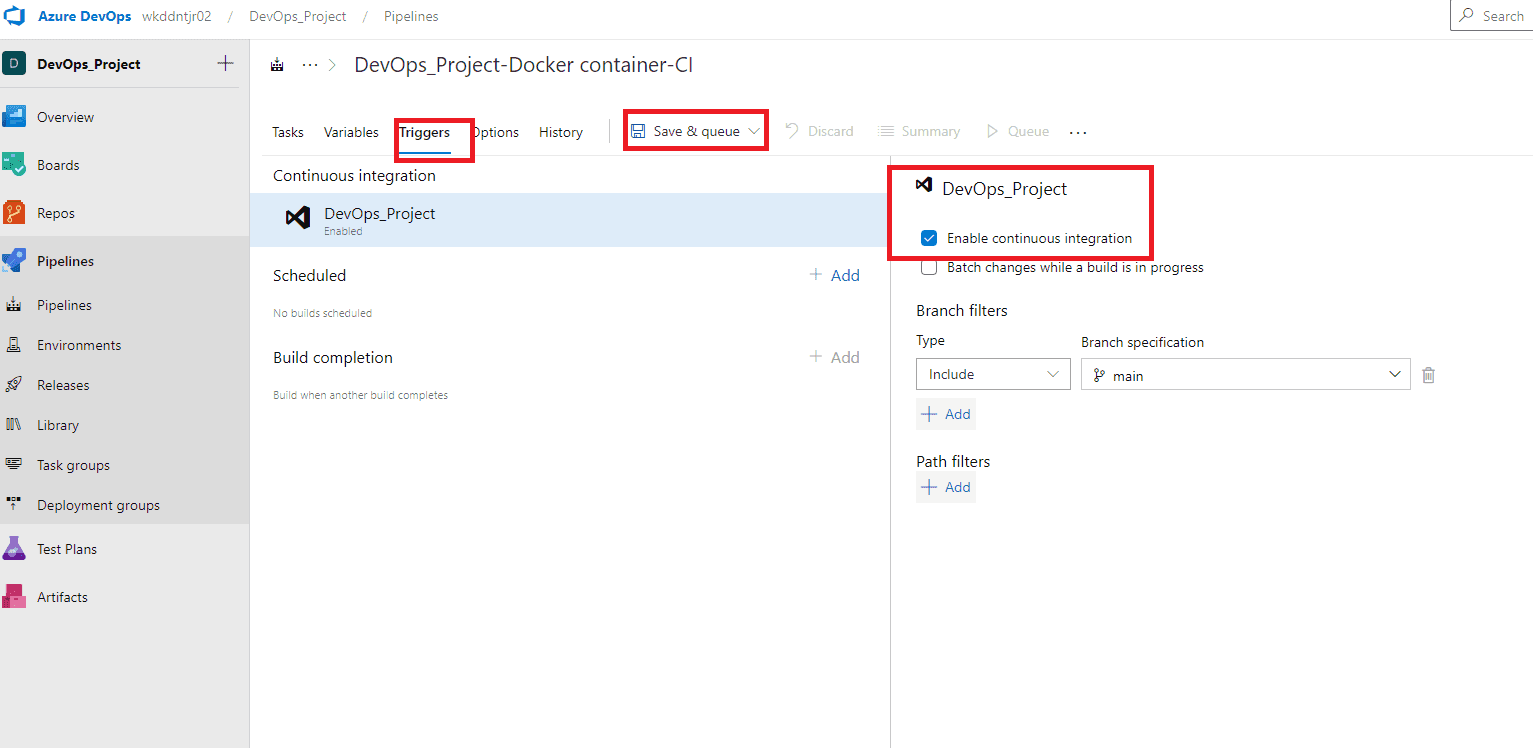 Azure DevOps wkddntjr02 / DevOps_Project / Pipelines
Search
D DevOps_Project
Overview
Boards
Repos
Pipelines
Pipelines
Environments
Releases
Library
Task groups
Deployment groups
Test Plans
Artifacts
DevOps_Project-Docker container-CI
Tasks Variables Triggers Options History Save & queue Discard Summary Queue
Continuous integration
DevOps_Project
Enabled
Scheduled
Add
No builds scheduled
Build completion
Add
Build when another build completes
DevOps_Project
Enable continuous integration
Batch changes while a build is in progress
Branch filters
Type Branch specification
Include main
Add
Path filters
Add